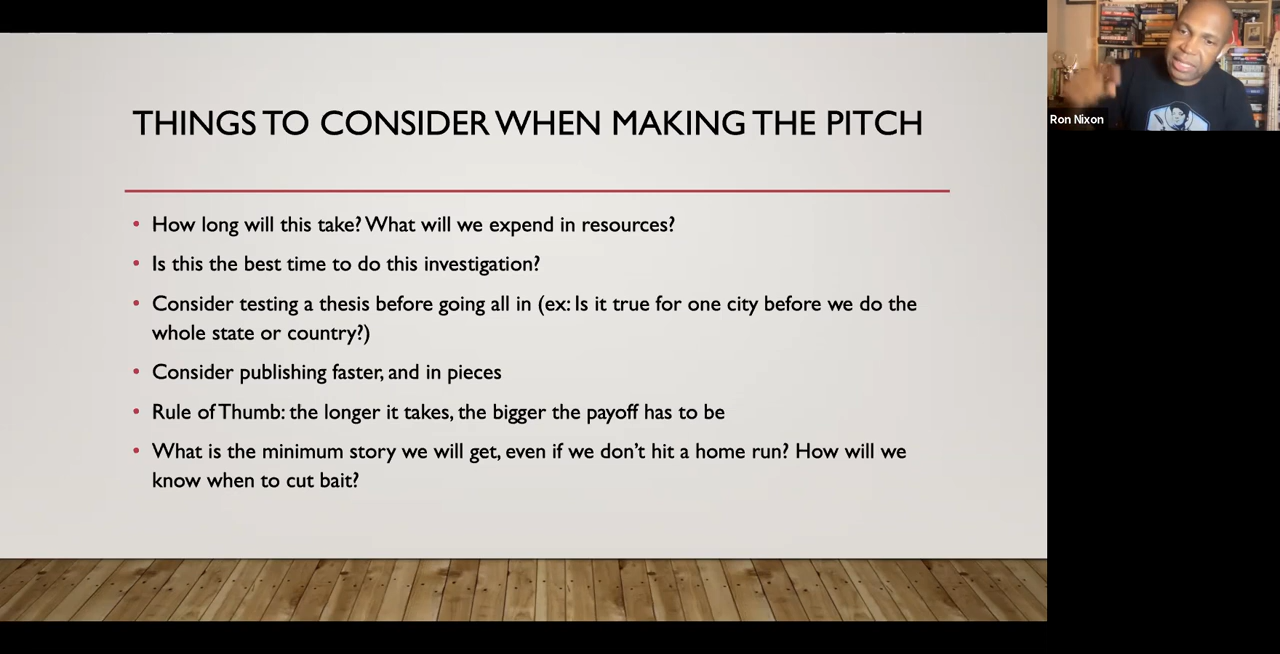 THINGS TO CONSIDER WHEN MAKING THE PITCH
• How long will this take? What will we expend in resources?
• Is this the best time to do this investigation?
• Consider testing a thesis before going all in (ex: Is it true for one city before we do the
whole state or country?)
• Consider publishing faster, and in pieces
• Rule of Thumb: the longer it takes, the bigger the payoff has to be
• What is the minimum story we will get, even if we don’t hit a home run? How will we
know when to cut bait?
Ron Nixon